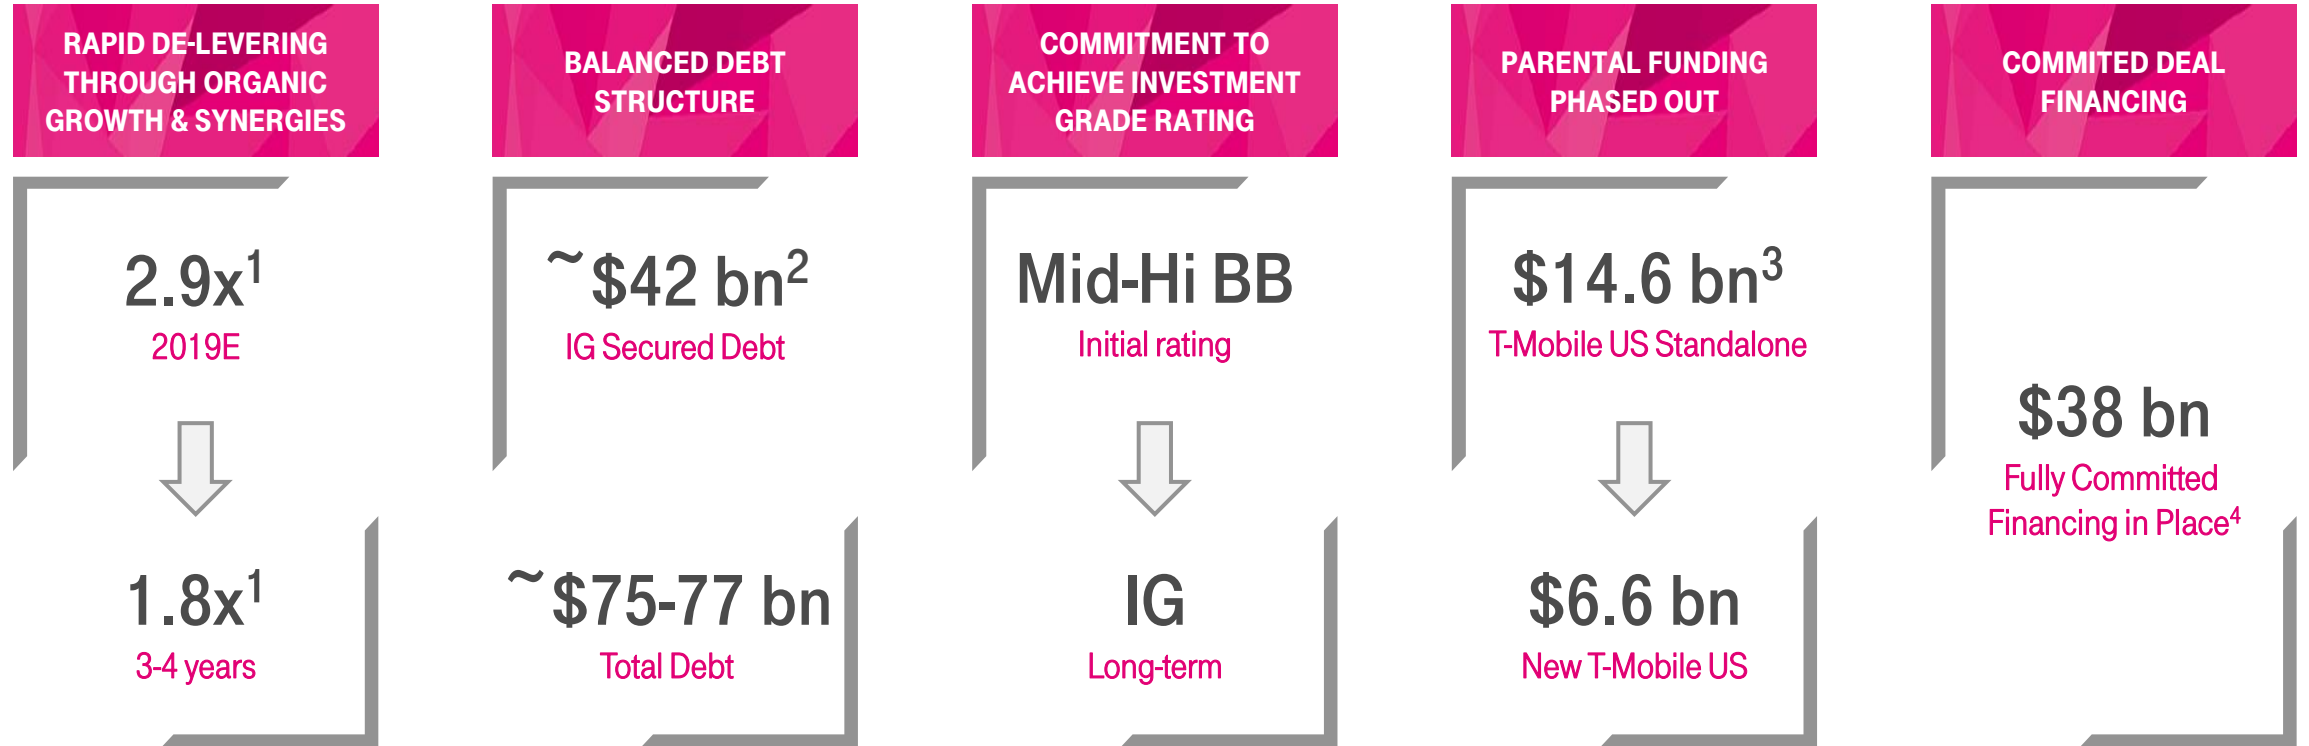 RAPID DE-LEVERING
THROUGH ORGANIC
GROWTH & SYNERGIES
2.9x¹
2019E
1.8x¹
3-4 years
BALANCED DEBT
STRUCTURE
~$42 bn²
IG Secured Debt
~$75-77 bn
Total Debt
COMMITMENT TO
ACHIEVE INVESTMENT
GRADE RATING
Mid-Hi BB
Initial rating
IG
Long-term
PARENTAL FUNDING
PHASED OUT
$14.6 bn³
T-Mobile US Standalone
$6.6 bn
New T-Mobile US
COMMITED DEAL
FINANCING
$38 bn
Fully Committed
Financing in Place⁴